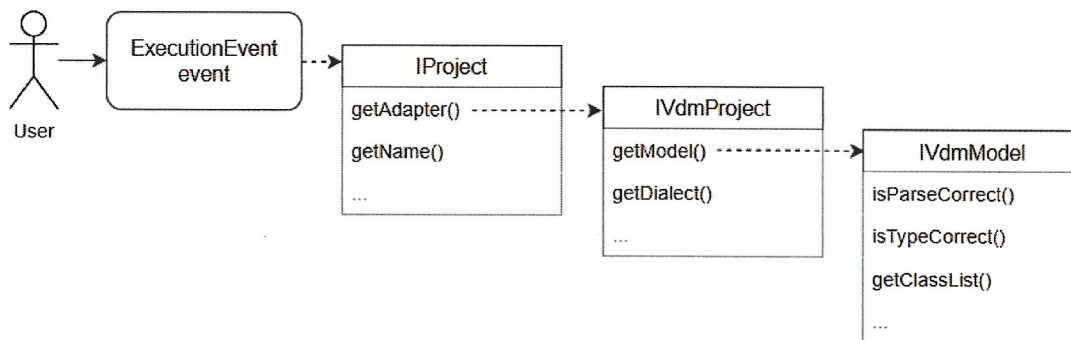 User
ExecutionEvent
event
IProject
getAdapter()
getName()
...
IVdmProject
getModel()
getDialect()
...
IVdmModel
isParseCorrect()
isTypeCorrect()
getClassList()
...